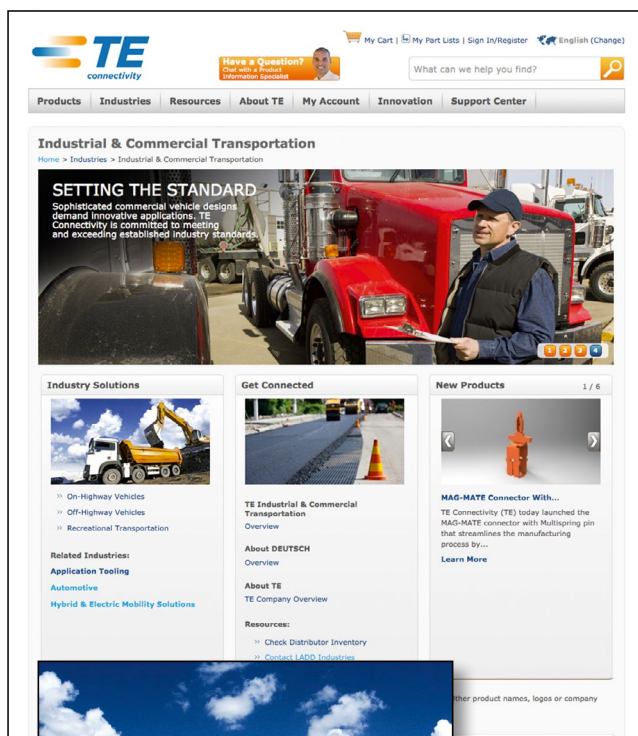 My Cart | My Part Lists | Sign In/Register English (Change)
TE
connectivity
Have a Question?
Chat with a Product
Information Specialist
What can we help you find?
Products Industries Resources About TE My Account Innovation Support Center
Industrial & Commercial Transportation
Home > Industries > Industrial & Commercial Transportation
SETTING THE STANDARD
Sophisticated commercial vehicle designs
demand innovative applications. TE
Connectivity is committed to meeting
and exceeding established industry standards.
1 2 3 4
Industry Solutions
>> On-Highway Vehicles
>> Off-Highway Vehicles
>> Recreational Transportation
Related Industries:
Application Tooling
Automotive
Hybrid & Electric Mobility Solutions
Get Connected
TE Industrial & Commercial
Transportation
Overview
About DEUTSCH
Overview
About TE
TE Company Overview
Resources:
>> Check Distributor Inventory
>> Contact LADD Industries
New Products 1 / 6
MAG-MATE Connector With...
TE Connectivity (TE) today launched the
MAG-MATE connector with Multispring pin
that streamlines the manufacturing
process by...
Learn More
other product names, logos or company